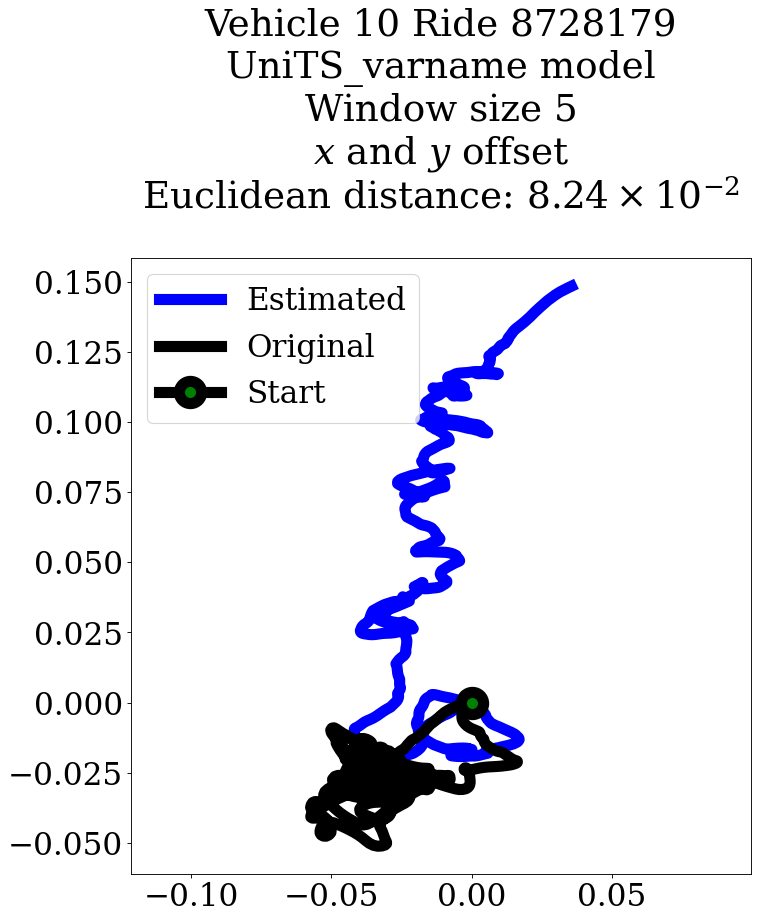 Vehicle 10 Ride 8728179
UniTS_varname model
Window size 5
x and y offset
Euclidean distance: 8.24 × 10⁻²
Estimated
Original
Start
0.150
0.125
0.100
0.075
0.050
0.025
0.000
−0.025
−0.050
−0.10 −0.05 0.00 0.05